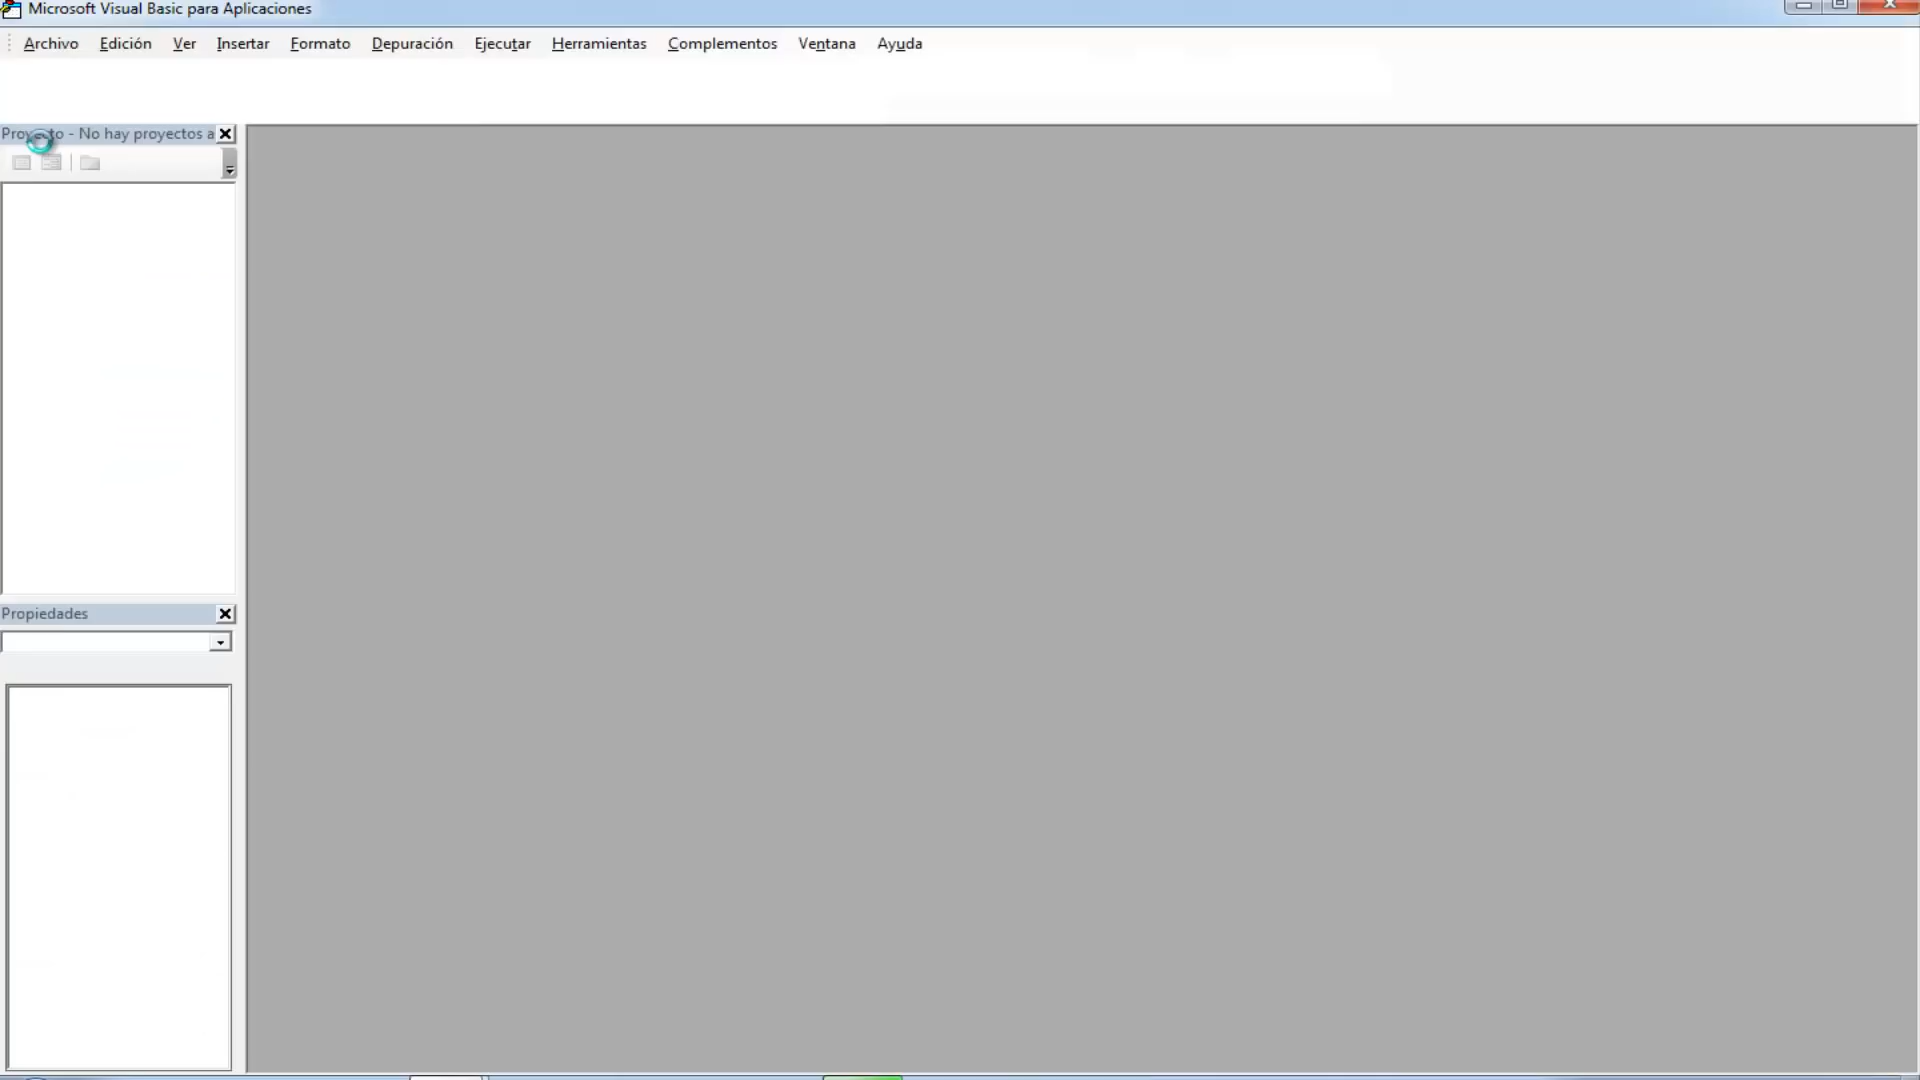 Microsoft Visual Basic para Aplicaciones
Archivo Edición Ver Insertar Formato Depuración Ejecutar Herramientas Complementos Ventana Ayuda
Proyecto - No hay proyectos a
Propiedades